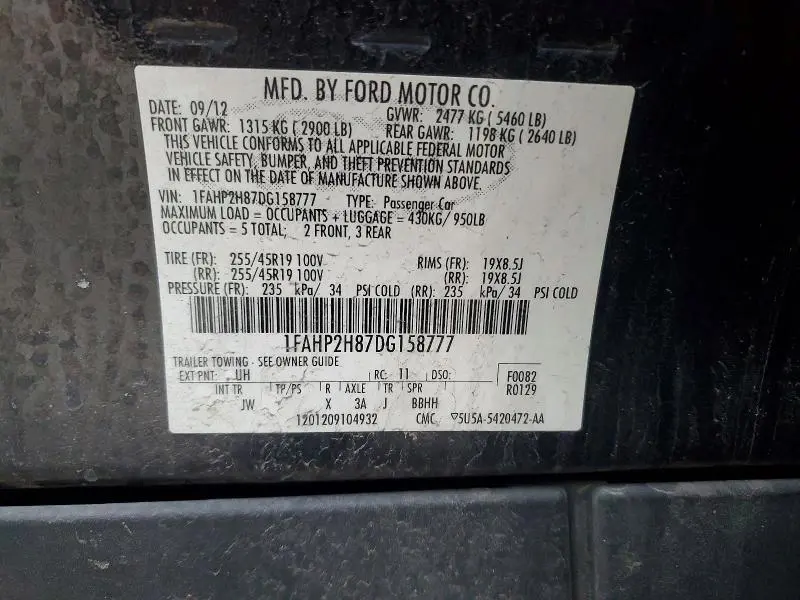 MFD. BY FORD MOTOR CO.
DATE: 09/12 GVWR: 2477 KG ( 5460 LB)
FRONT GAWR: 1315 KG ( 2900 LB) REAR GAWR: 1198 KG ( 2640 LB)
THIS VEHICLE CONFORMS TO ALL APPLICABLE FEDERAL MOTOR
VEHICLE SAFETY, BUMPER, AND THEFT PREVENTION STANDARDS
IN EFFECT ON THE DATE OF MANUFACTURE SHOWN ABOVE.
VIN: 1FAHP2H87DG158777 TYPE: Passenger Car
MAXIMUM LOAD = OCCUPANTS + LUGGAGE = 430KG/ 950LB
OCCUPANTS = 5 TOTAL; 2 FRONT, 3 REAR
TIRE (FR): 255/45R19 100V RIMS (FR): 19X8.5J
(RR): 255/45R19 100V (RR): 19X8.5J
PRESSURE (FR): 235 kPa/ 34 PSI COLD (RR): 235 kPa/ 34 PSI COLD
1FAHP2H87DG158777
TRAILER TOWING - SEE OWNER GUIDE
EXT PNT: UH RC: 11 DSO: F0082
INT TR TP/PS R AXLE TR SPR R0129
JW X 3A J BBHH
1201209104932 CMC ▽5U5A-5420472-AA